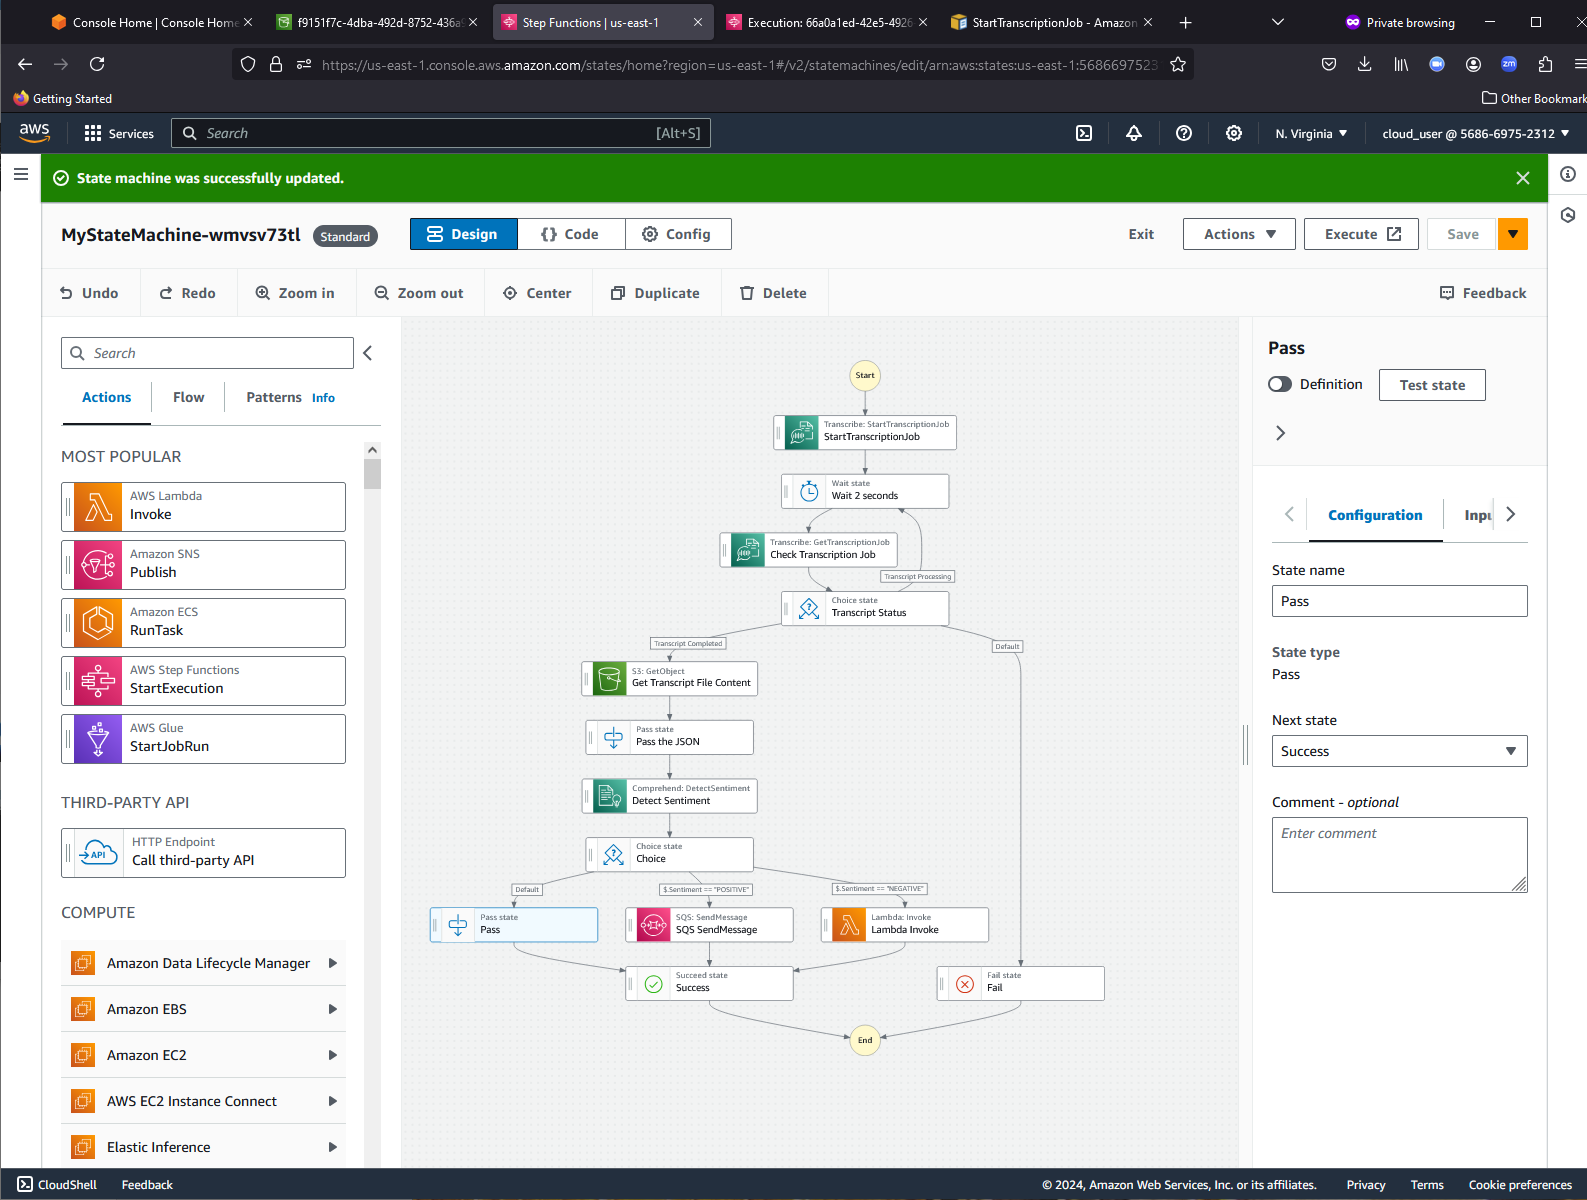 Console Home | Console Home
f9151f7c-4dba-492d-8752-436a
Step Functions | us-east-1
Execution: 66a0a1ed-42e5-4926
StartTranscriptionJob - Amazon
Private browsing
https://us-east-1.console.aws.amazon.com/states/home?region=us-east-1#/v2/statemachines/edit/arn:aws:states:us-east-1:5686697523
Getting Started
Other Bookmark
aws
Services
Search
[Alt+S]
N. Virginia
cloud_user @ 5686-6975-2312
State machine was successfully updated.
MyStateMachine-wmvsv73tl
Standard
Design
{} Code
Config
Exit
Actions
Execute
Save
Undo
Redo
Zoom in
Zoom out
Center
Duplicate
Delete
Feedback
Search
Actions
Flow
Patterns
Info
MOST POPULAR
AWS Lambda
Invoke
Amazon SNS
Publish
Amazon ECS
RunTask
AWS Step Functions
StartExecution
AWS Glue
StartJobRun
THIRD-PARTY API
API
HTTP Endpoint
Call third-party API
COMPUTE
Amazon Data Lifecycle Manager
Amazon EBS
Amazon EC2
AWS EC2 Instance Connect
Elastic Inference
Start
Transcribe: StartTranscriptionJob
StartTranscriptionJob
Wait state
Wait 2 seconds
Transcribe: GetTranscriptionJob
Check Transcription Job
Transcript Processing
Choice state
Transcript Status
Transcript Completed
Default
S3: GetObject
Get Transcript File Content
Pass state
Pass the JSON
Comprehend: DetectSentiment
Detect Sentiment
Choice state
Choice
Default
$.Sentiment == "POSITIVE"
$.Sentiment == "NEGATIVE"
Pass state
Pass
SQS: SendMessage
SQS SendMessage
Lambda: Invoke
Lambda Invoke
Succeed state
Success
Fail state
Fail
End
Pass
Definition
Test state
Configuration
Inpu
State name
Pass
State type
Pass
Next state
Success
Comment - optional
Enter comment
CloudShell
Feedback
© 2024, Amazon Web Services, Inc. or its affiliates.
Privacy
Terms
Cookie preferences